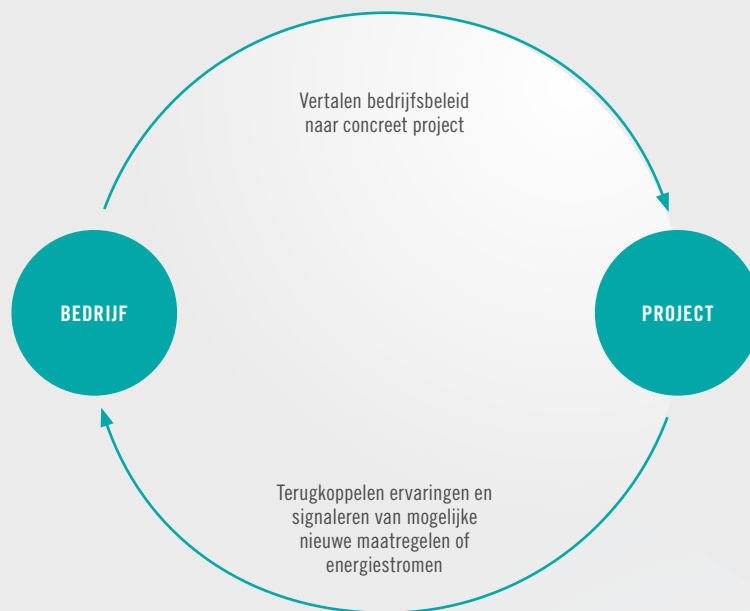 Vertalen bedrijfsbeleid
naar concreet project
BEDRIJF
PROJECT
Terugkoppelen ervaringen en
signaleren van mogelijke
nieuwe maatregelen of
energiestromen